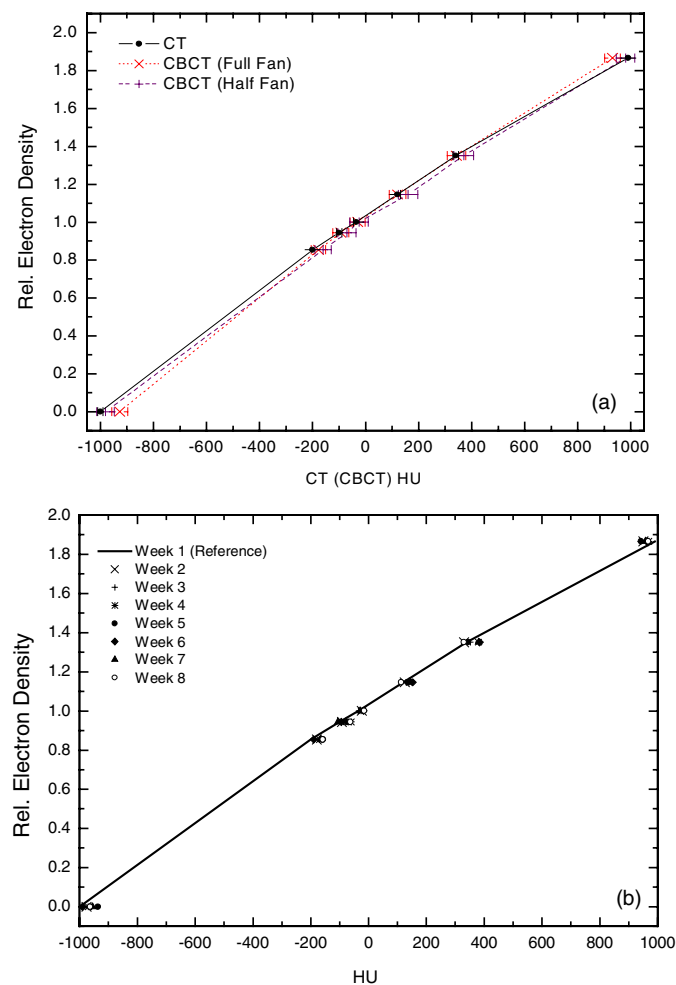 2.0
1.8
1.6
1.4
1.2
1.0
0.8
0.6
0.4
0.2
0.0
Rel. Electron Density
CT
CBCT (Full Fan)
CBCT (Half Fan)
(a)
-1000 -800 -600 -400 -200 0 200 400 600 800 1000
CT (CBCT) HU
2.0
1.8
1.6
1.4
1.2
1.0
0.8
0.6
0.4
0.2
0.0
Rel. Electron Density
Week 1 (Reference)
Week 2
Week 3
Week 4
Week 5
Week 6
Week 7
Week 8
(b)
-1000 -800 -600 -400 -200 0 200 400 600 800 1000
HU